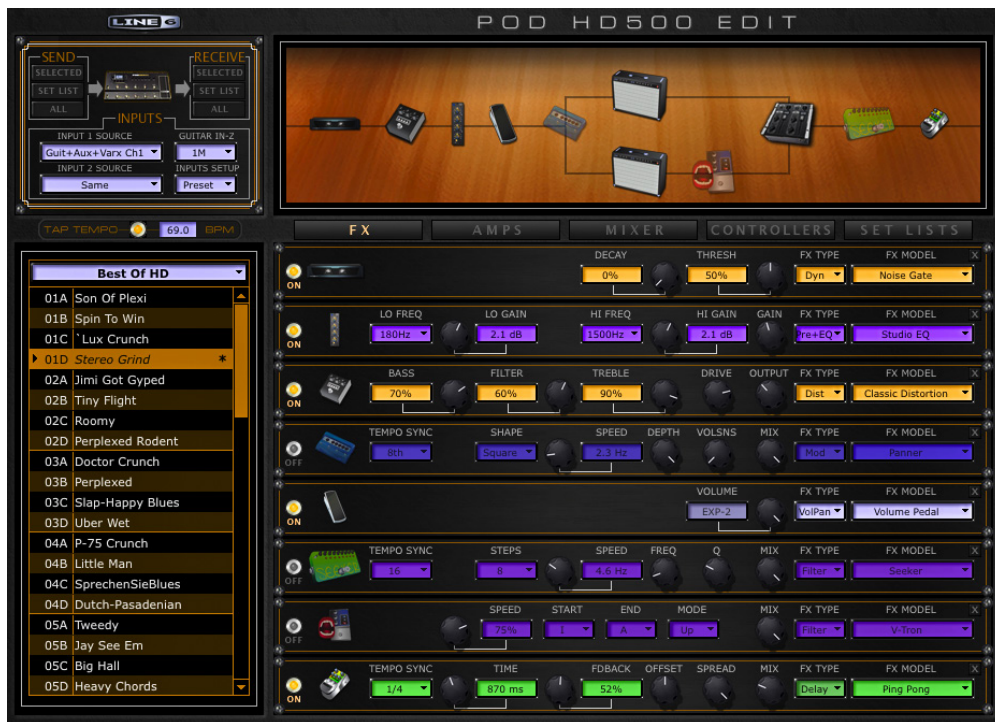 LINE 6
POD HD500 EDIT
SEND
RECEIVE
SELECTED
SELECTED
SET LIST
SET LIST
ALL
ALL
INPUTS
INPUT 1 SOURCE
GUITAR IN-Z
Guit+Aux+Varx Ch1
1M
INPUT 2 SOURCE
INPUTS SETUP
Same
Preset
TAP TEMPO
69.0
BPM
FX
AMPS
MIXER
CONTROLLERS
SET LISTS
Best Of HD
01A Son Of Plexi
01B Spin To Win
01C `Lux Crunch
01D Stereo Grind *
02A Jimi Got Gyped
02B Tiny Flight
02C Roomy
02D Perplexed Rodent
03A Doctor Crunch
03B Perplexed
03C Slap-Happy Blues
03D Uber Wet
04A P-75 Crunch
04B Little Man
04C SprechenSieBlues
04D Dutch-Pasadenian
05A Tweedy
05B Jay See Em
05C Big Hall
05D Heavy Chords
DECAY THRESH FX TYPE FX MODEL X
ON 0% 50% Dyn Noise Gate
LO FREQ LO GAIN HI FREQ HI GAIN GAIN FX TYPE FX MODEL X
ON 180Hz 2.1 dB 1500Hz 2.1 dB Pre+EQ Studio EQ
BASS FILTER TREBLE DRIVE OUTPUT FX TYPE FX MODEL X
ON 70% 60% 90% Dist Classic Distortion
TEMPO SYNC SHAPE SPEED DEPTH VOLSNS MIX FX TYPE FX MODEL X
OFF 8th Square 2.3 Hz Mod Panner
VOLUME FX TYPE FX MODEL X
ON EXP-2 VolPan Volume Pedal
TEMPO SYNC STEPS SPEED FREQ Q MIX FX TYPE FX MODEL X
OFF 16 8 4.6 Hz Filter Seeker
SPEED START END MODE MIX FX TYPE FX MODEL X
OFF 75% 1 A Up Filter V-Tron
TEMPO SYNC TIME FDBACK OFFSET SPREAD MIX FX TYPE FX MODEL X
ON 1/4 870 ms 52% Delay Ping Pong